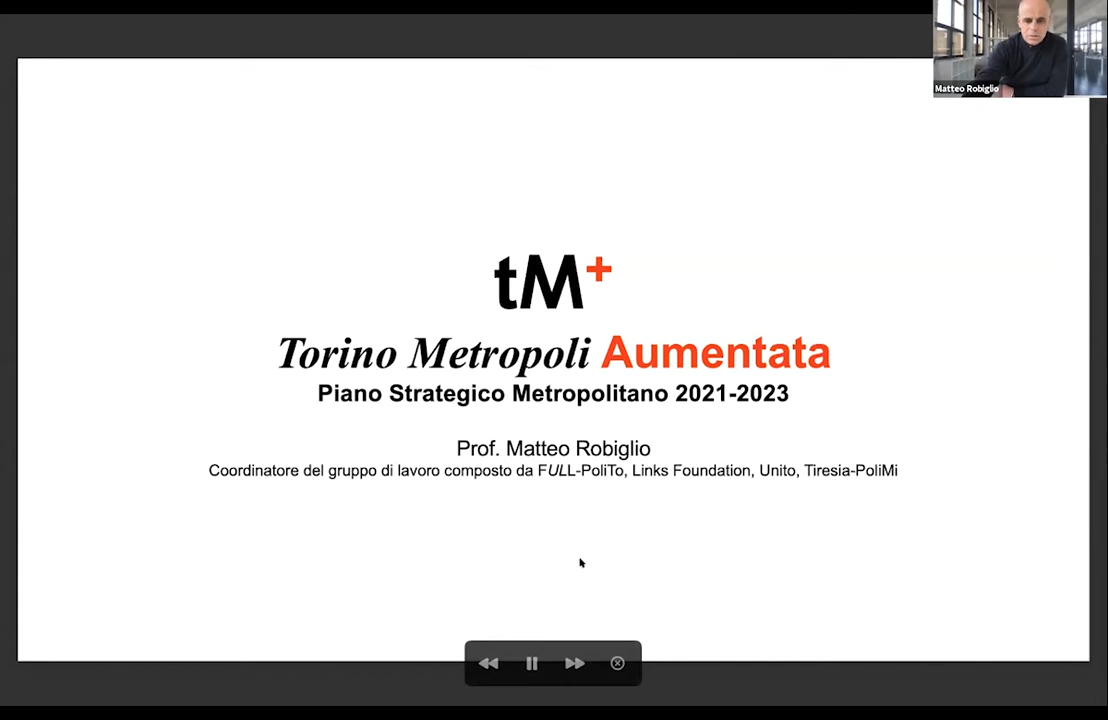 Matteo Robiglio
tM+
Torino Metropoli Aumentata
Piano Strategico Metropolitano 2021-2023
Prof. Matteo Robiglio
Coordinatore del gruppo di lavoro composto da FULL-PoliTo, Links Foundation, Unito, Tiresia-PoliMi